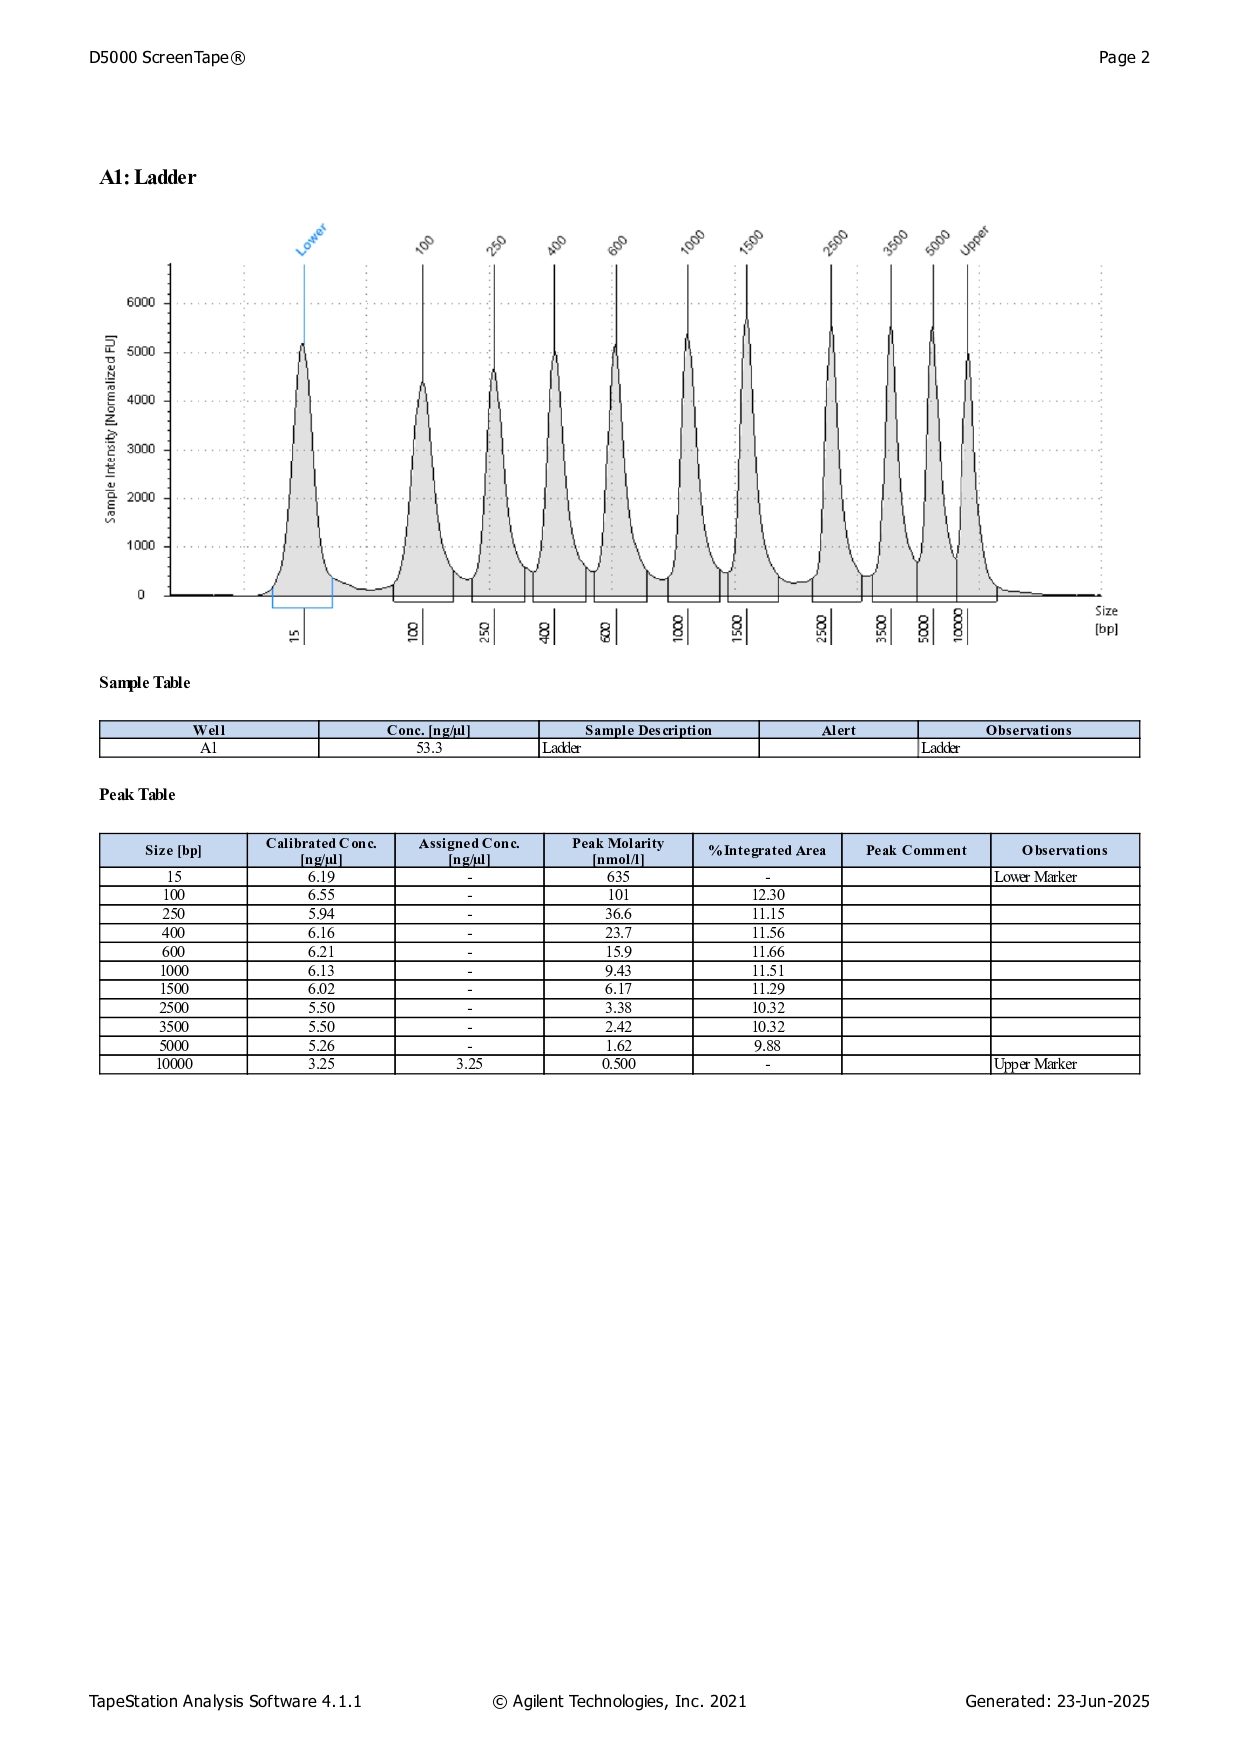 D5000 ScreenTape® Page 2
A1: Ladder
Lower 100 250 400 600 1000 1500 2500 3500 5000 Upper
Sample Intensity [Normalized FU]
6000
5000
4000
3000
2000
1000
0
15 100 250 400 600 1000 1500 2500 3500 5000 10000
Size
[bp]
Sample Table
Well Conc. [ng/µl] Sample Description Alert Observations
A1 53.3 Ladder Ladder
Peak Table
Size [bp] Calibrated Conc. [ng/µl] Assigned Conc. [ng/µl] Peak Molarity [nmol/l] % Integrated Area Peak Comment Observations
15 6.19 - 635 - Lower Marker
100 6.55 - 101 12.30
250 5.94 - 36.6 11.15
400 6.16 - 23.7 11.56
600 6.21 - 15.9 11.66
1000 6.13 - 9.43 11.51
1500 6.02 - 6.17 11.29
2500 5.50 - 3.38 10.32
3500 5.50 - 2.42 10.32
5000 5.26 - 1.62 9.88
10000 3.25 3.25 0.500 - Upper Marker
TapeStation Analysis Software 4.1.1 © Agilent Technologies, Inc. 2021 Generated: 23-Jun-2025